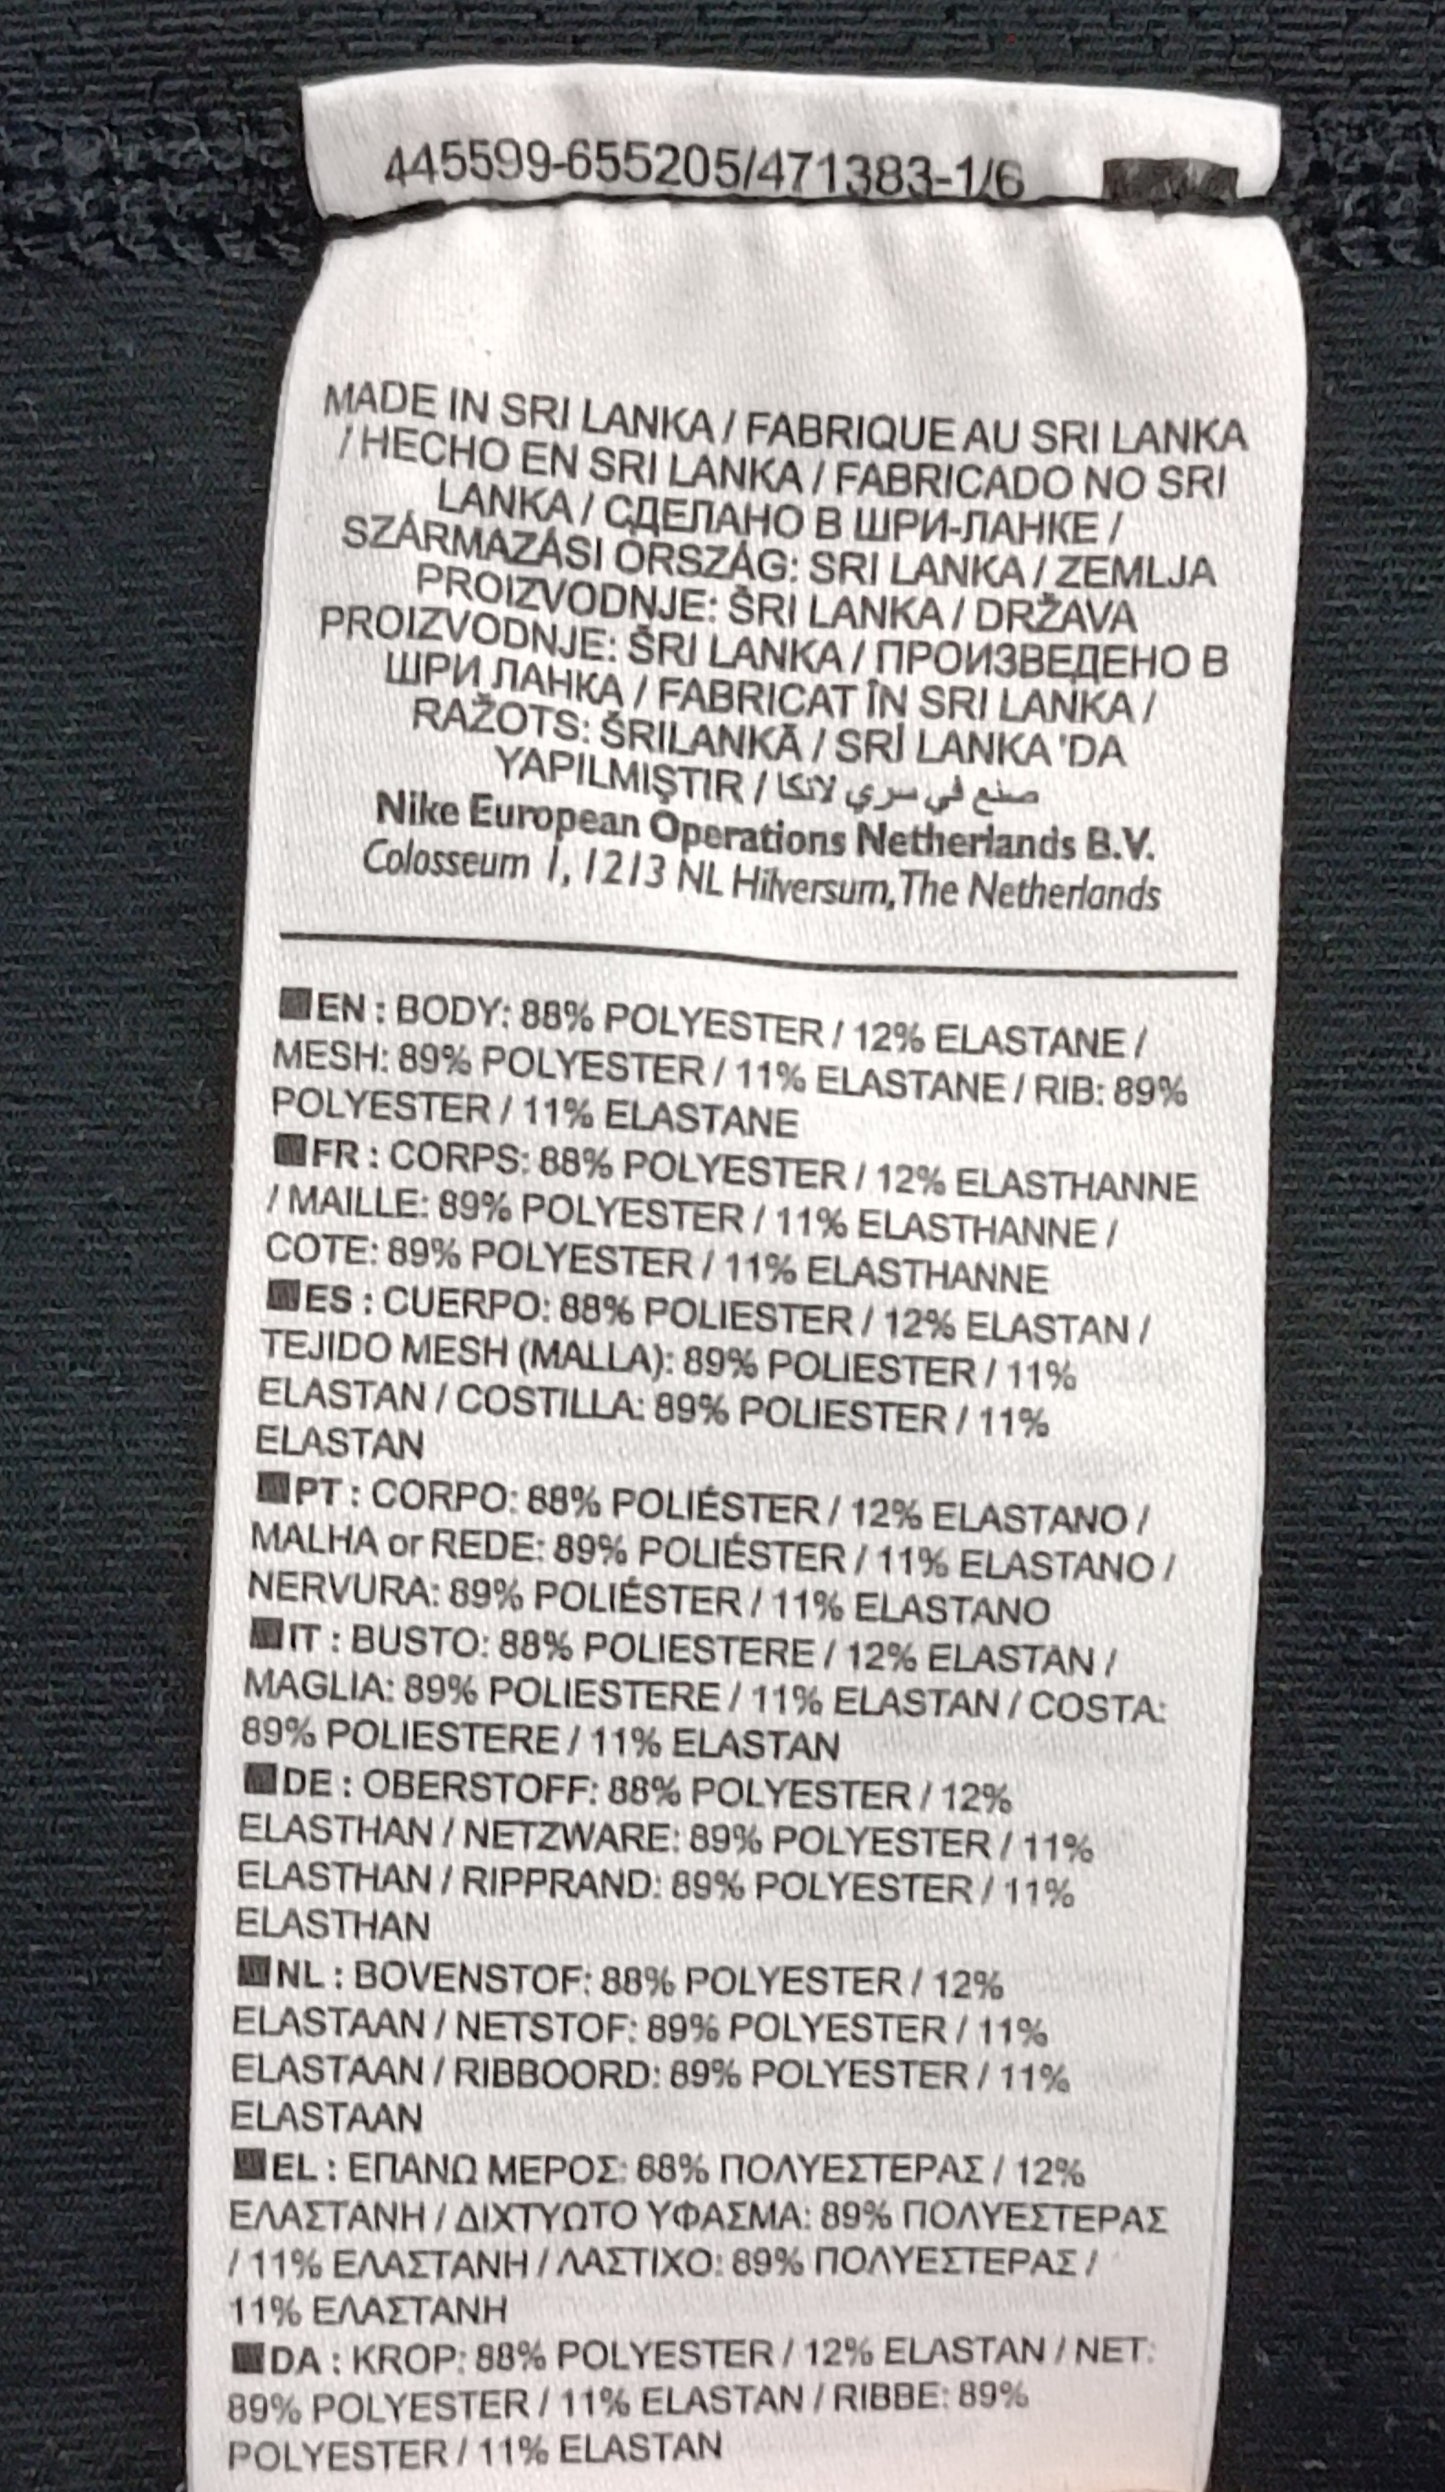 445599-655205/471383-1/6
MADE IN SRI LANKA / FABRIQUE AU SRI LANKA
/ HECHO EN SRI LANKA / FABRICADO NO SRI
LANKA / СДЕЛАНО В ШРИ-ЛАНКЕ /
SZÁRMAZÁSI ORSZÁG: SRI LANKA / ZEMLJA
PROIZVODNJE: ŠRI LANKA / DRŽAVA
PROIZVODNJE: ŠRI LANKA / ПРОИЗВЕДЕНО В
ШРИ ЛАНКА / FABRICAT ÎN SRI LANKA /
RAŽOTS: ŠRILANKĀ / SRİ LANKA 'DA
YAPILMIŞTIR / صنع في سري لانكا
Nike European Operations Netherlands B.V.
Colosseum 1, 1213 NL Hilversum, The Netherlands
EN : BODY: 88% POLYESTER / 12% ELASTANE /
MESH: 89% POLYESTER / 11% ELASTANE / RIB: 89%
POLYESTER / 11% ELASTANE
FR : CORPS: 88% POLYESTER / 12% ELASTHANNE
/ MAILLE: 89% POLYESTER / 11% ELASTHANNE /
COTE: 89% POLYESTER / 11% ELASTHANNE
ES : CUERPO: 88% POLIESTER / 12% ELASTAN /
TEJIDO MESH (MALLA): 89% POLIESTER / 11%
ELASTAN / COSTILLA: 89% POLIESTER / 11%
ELASTAN
PT : CORPO: 88% POLIÉSTER / 12% ELASTANO /
MALHA or REDE: 89% POLIÉSTER / 11% ELASTANO /
NERVURA: 89% POLIÉSTER / 11% ELASTANO
IT : BUSTO: 88% POLIESTERE / 12% ELASTAN /
MAGLIA: 89% POLIESTERE / 11% ELASTAN / COSTA:
89% POLIESTERE / 11% ELASTAN
DE : OBERSTOFF: 88% POLYESTER / 12%
ELASTHAN / NETZWARE: 89% POLYESTER / 11%
ELASTHAN / RIPPRAND: 89% POLYESTER / 11%
ELASTHAN
NL : BOVENSTOF: 88% POLYESTER / 12%
ELASTAAN / NETSTOF: 89% POLYESTER / 11%
ELASTAAN / RIBBOORD: 89% POLYESTER / 11%
ELASTAAN
EL : ΕΠΑΝΩ ΜΕΡΟΣ: 88% ΠΟΛΥΕΣΤΕΡΑΣ / 12%
ΕΛΑΣΤΑΝΗ / ΔΙΧΤΥΩΤΟ ΥΦΑΣΜΑ: 89% ΠΟΛΥΕΣΤΕΡΑΣ
/ 11% ΕΛΑΣΤΑΝΗ / ΛΑΣΤΙΧΟ: 89% ΠΟΛΥΕΣΤΕΡΑΣ /
11% ΕΛΑΣΤΑΝΗ
DA : KROP: 88% POLYESTER / 12% ELASTAN / NET:
89% POLYESTER / 11% ELASTAN / RIBBE: 89%
POLYESTER / 11% ELASTAN